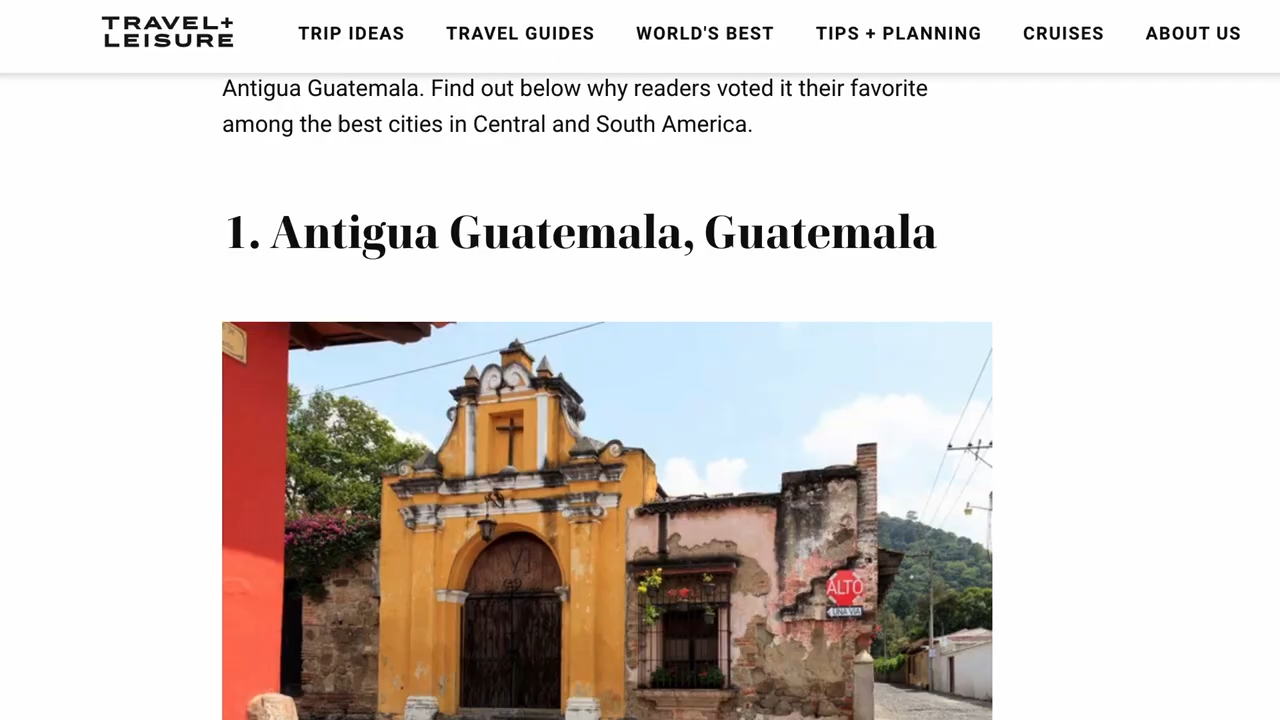 TRAVEL+
LEISURE
TRIP IDEAS TRAVEL GUIDES WORLD'S BEST TIPS + PLANNING CRUISES ABOUT US
Antigua Guatemala. Find out below why readers voted it their favorite
among the best cities in Central and South America.
1. Antigua Guatemala, Guatemala
ALTO
UNA VIA